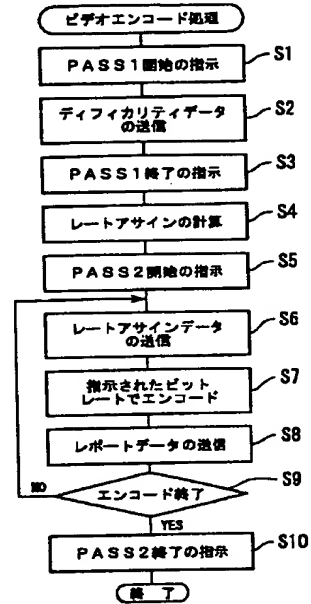 ビデオエンコード処理
PASS1開始の指示
S1
ディフィカリティデータ
の送信
S2
PASS1終了の指示
S3
レートアサインの計算
S4
PASS2開始の指示
S5
レートアサインデータ
の送信
S6
指示されたビット
レートでエンコード
S7
レポートデータの送信
S8
エンコード終了
S9
NO
YES
PASS2終了の指示
S10
終了